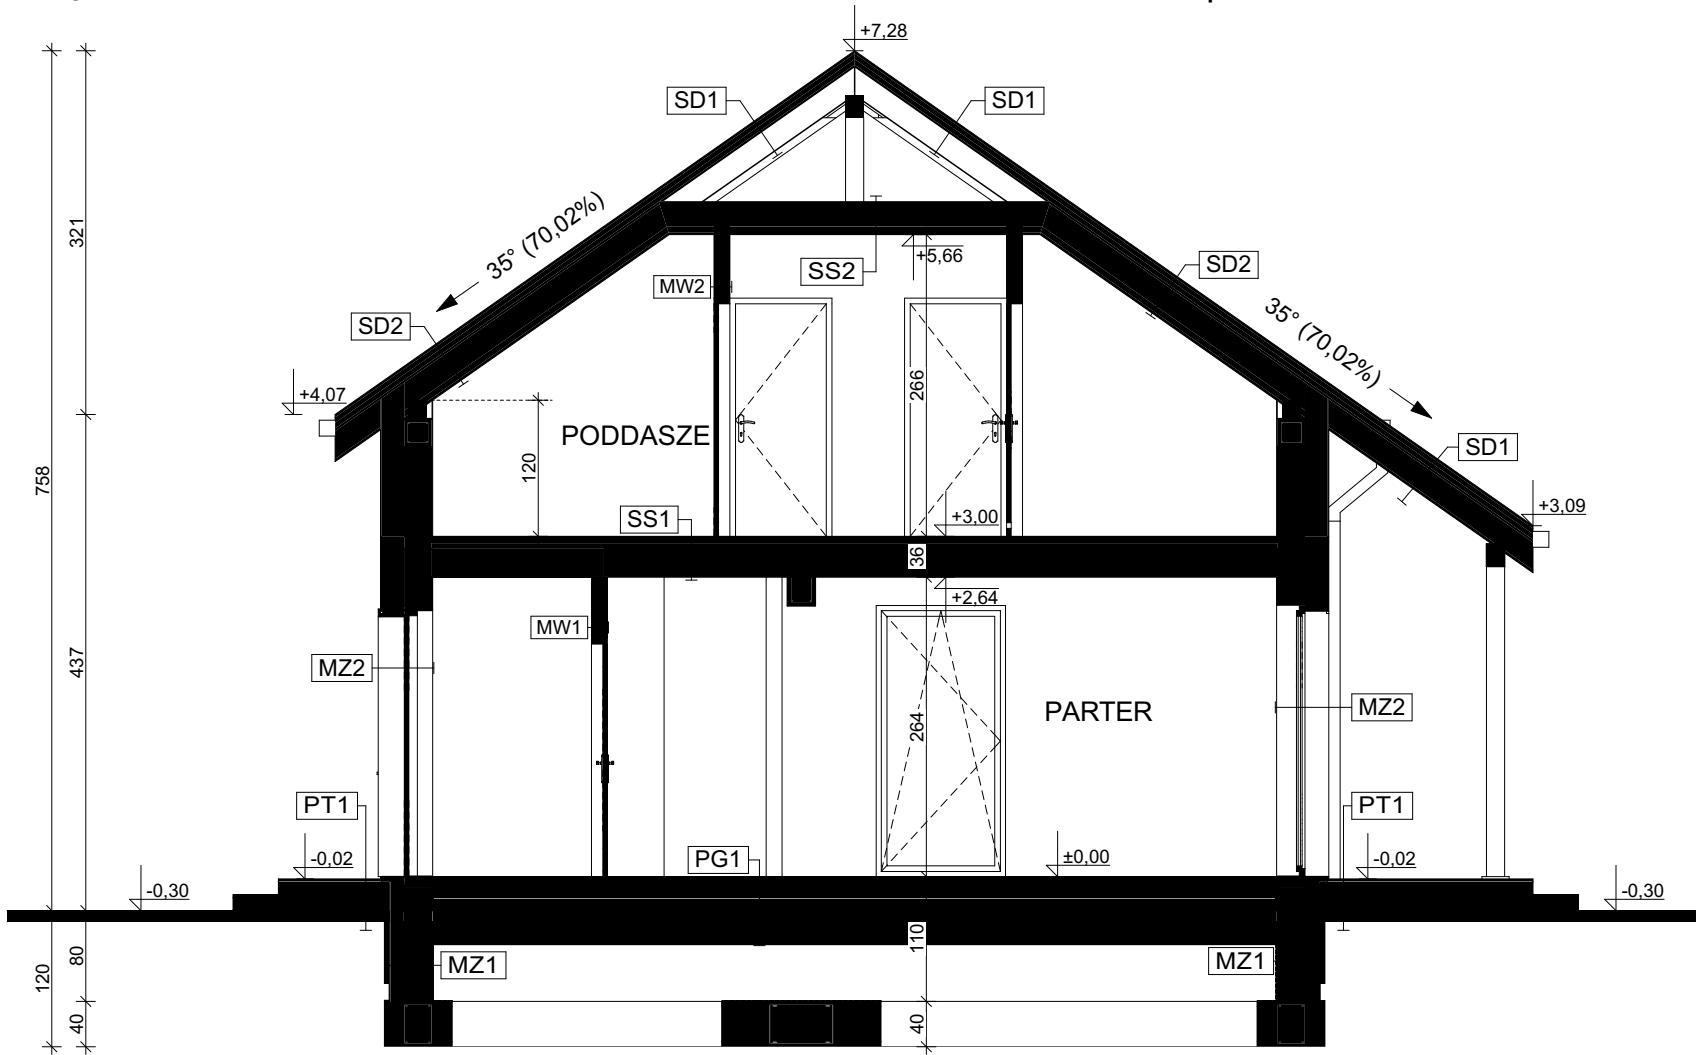 +7,28
SD1
SD1
321
35° (70,02%)
+5,66
SS2
SD2
MW2
35° (70,02%)
SD2
+4,07
266
PODDASZE
SD1
120
758
+3,00
SS1
+3,09
36
+2,64
MW1
437
MZ2
PARTER
MZ2
264
PT1
PT1
-0,02
PG1
±0,00
-0,02
-0,30
-0,30
110
80
120
MZ1
MZ1
40
40